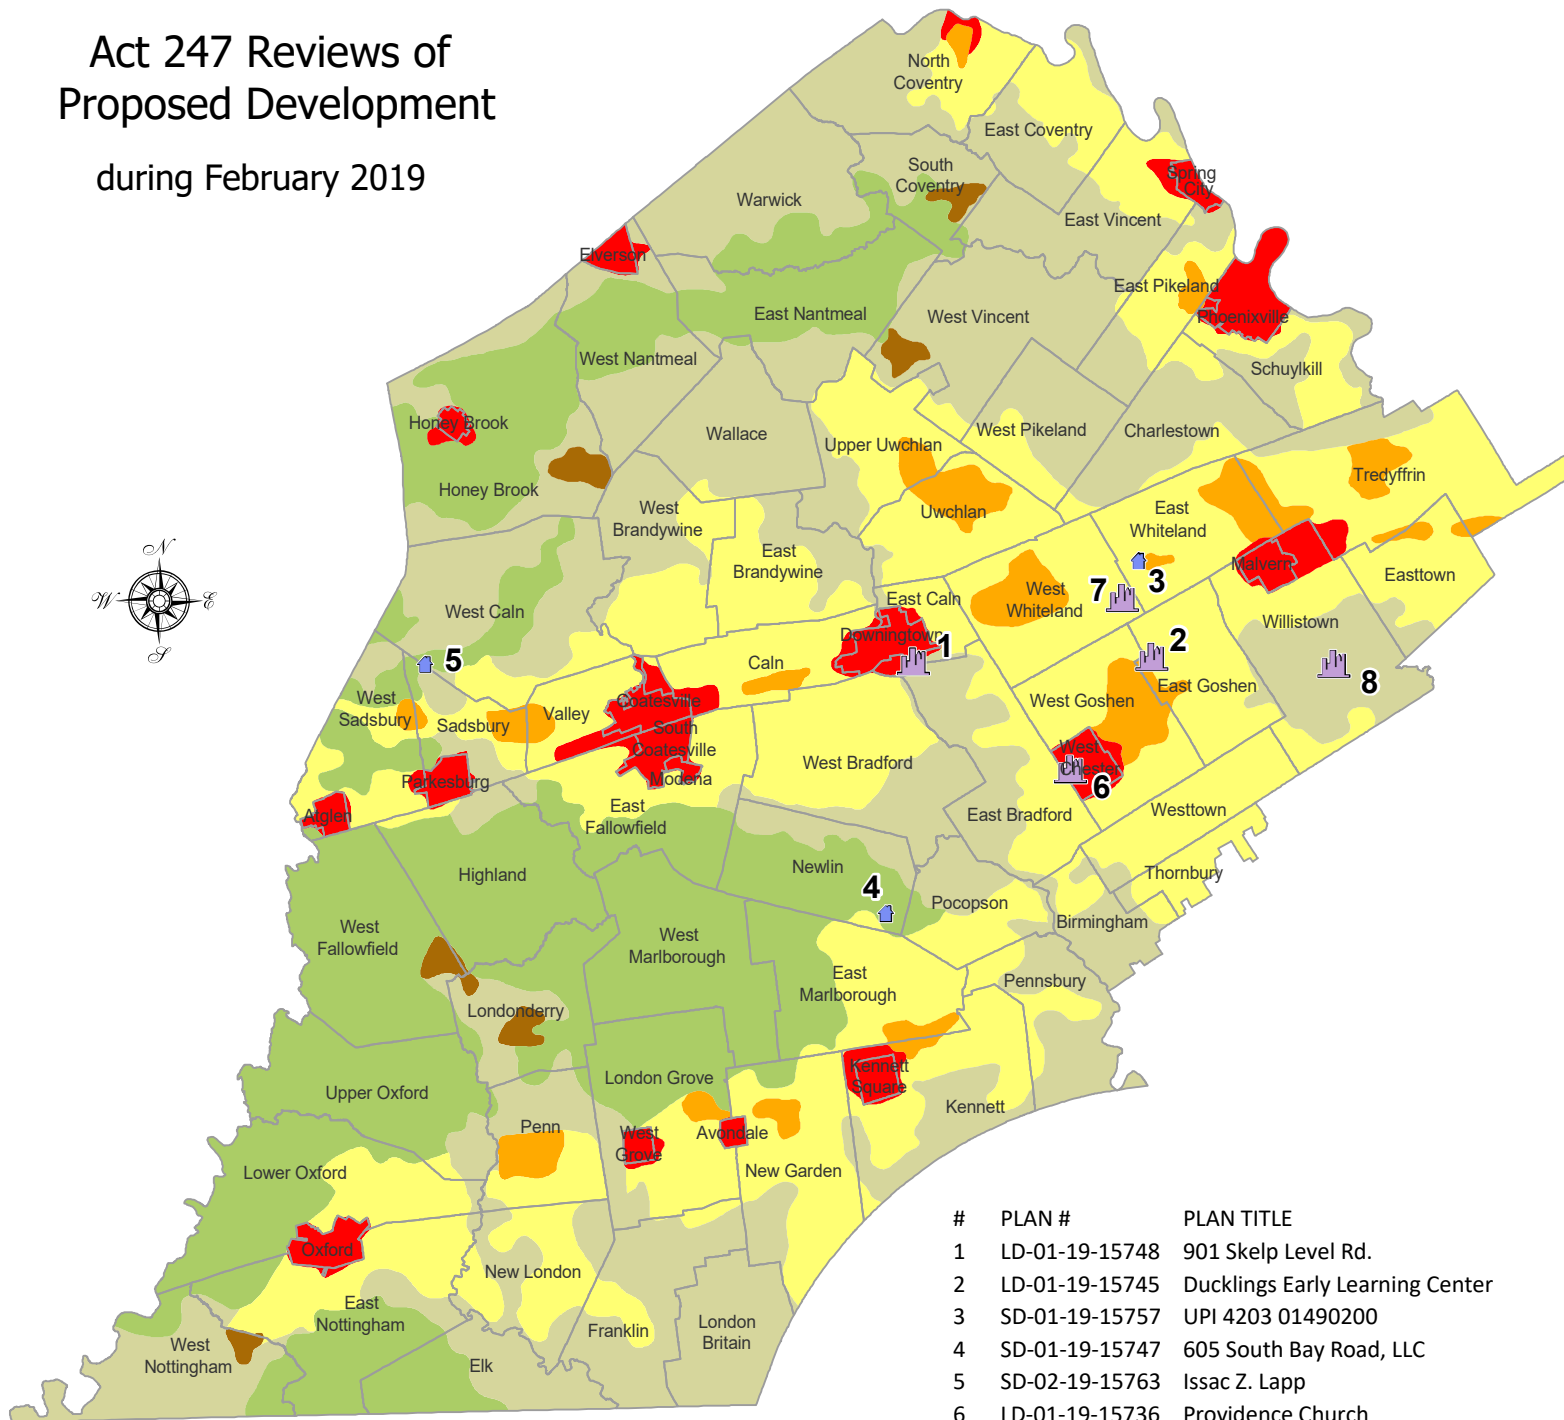 Act 247 Reviews of
Proposed Development
during February 2019
North
Coventry
East Coventry
South
Coventry
Spring
City
Warwick
East Vincent
Elverson
East Pikeland
East Nantmeal
West Vincent
Phoenixville
West Nantmeal
Schuylkill
Honey Brook
Wallace
Upper Uwchlan
West Pikeland
Charlestown
Tredyffrin
Honey Brook
West
Brandywine
Uwchlan
East
Whiteland
N
W
E
S
East
Brandywine
Malvern
Easttown
West Caln
East Caln
West
Whiteland
7
3
Willistown
Downingtown
1
2
5
Caln
8
West
Sadsbury
Sadsbury
Valley
Coatesville
West Goshen
East Goshen
South
Coatesville
West Bradford
West
Chester
6
Parkesburg
Modena
Atglen
East
Fallowfield
East Bradford
Westtown
Highland
Newlin
4
Pocopson
Thornbury
Birmingham
West
Fallowfield
West
Marlborough
East
Marlborough
Pennsbury
Londonderry
London Grove
Kennett
Square
Upper Oxford
Kennett
Penn
West
Grove
Avondale
Lower Oxford
New Garden
Oxford
New London
East
Nottingham
Franklin
London
Britain
West
Nottingham
Elk
# PLAN # PLAN TITLE
1 LD-01-19-15748 901 Skelp Level Rd.
2 LD-01-19-15745 Ducklings Early Learning Center
3 SD-01-19-15757 UPI 4203 01490200
4 SD-01-19-15747 605 South Bay Road, LLC
5 SD-02-19-15763 Issac Z. Lapp
6 LD-01-19-15736 Providence Church